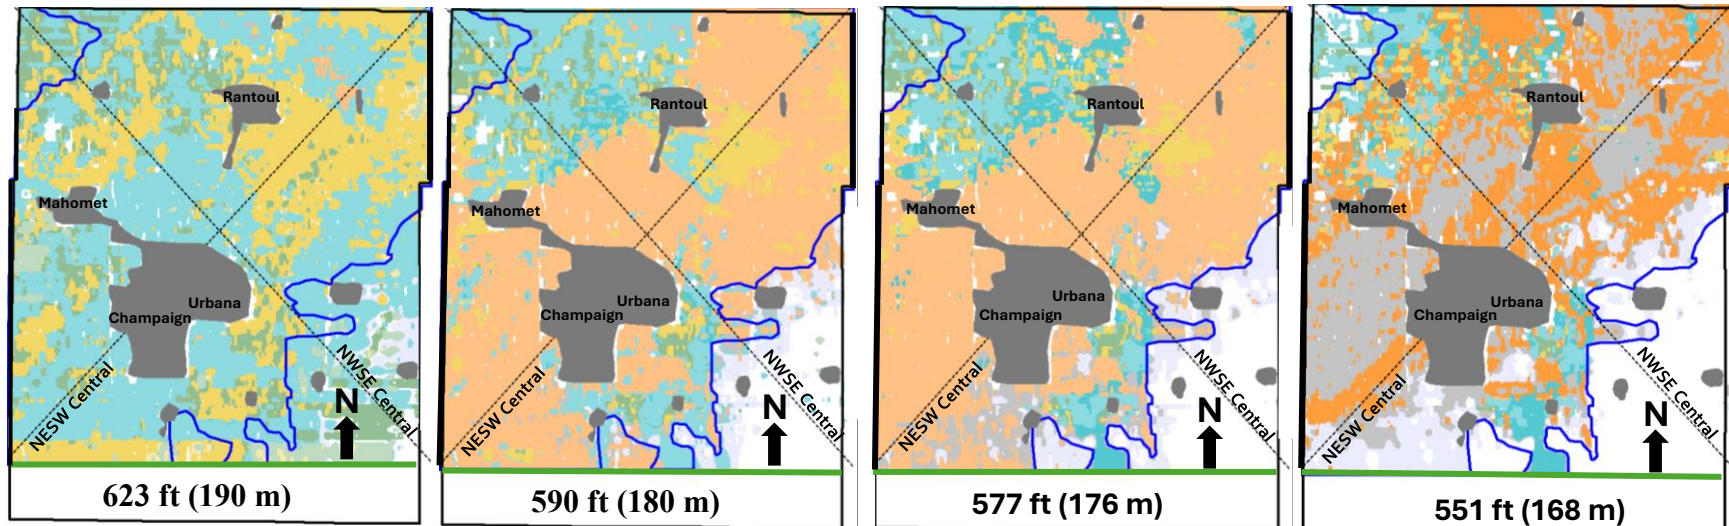 Rantoul
Mahomet
Urbana
Champaign
NESW Central
NWSE Central
N
623 ft (190 m)
Rantoul
Mahomet
Urbana
Champaign
NESW Central
NWSE Central
N
590 ft (180 m)
Rantoul
Mahomet
Urbana
Champaign
NESW Central
NWSE Central
N
577 ft (176 m)
Rantoul
Mahomet
Urbana
Champaign
NESW Central
NWSE Central
N
551 ft (168 m)